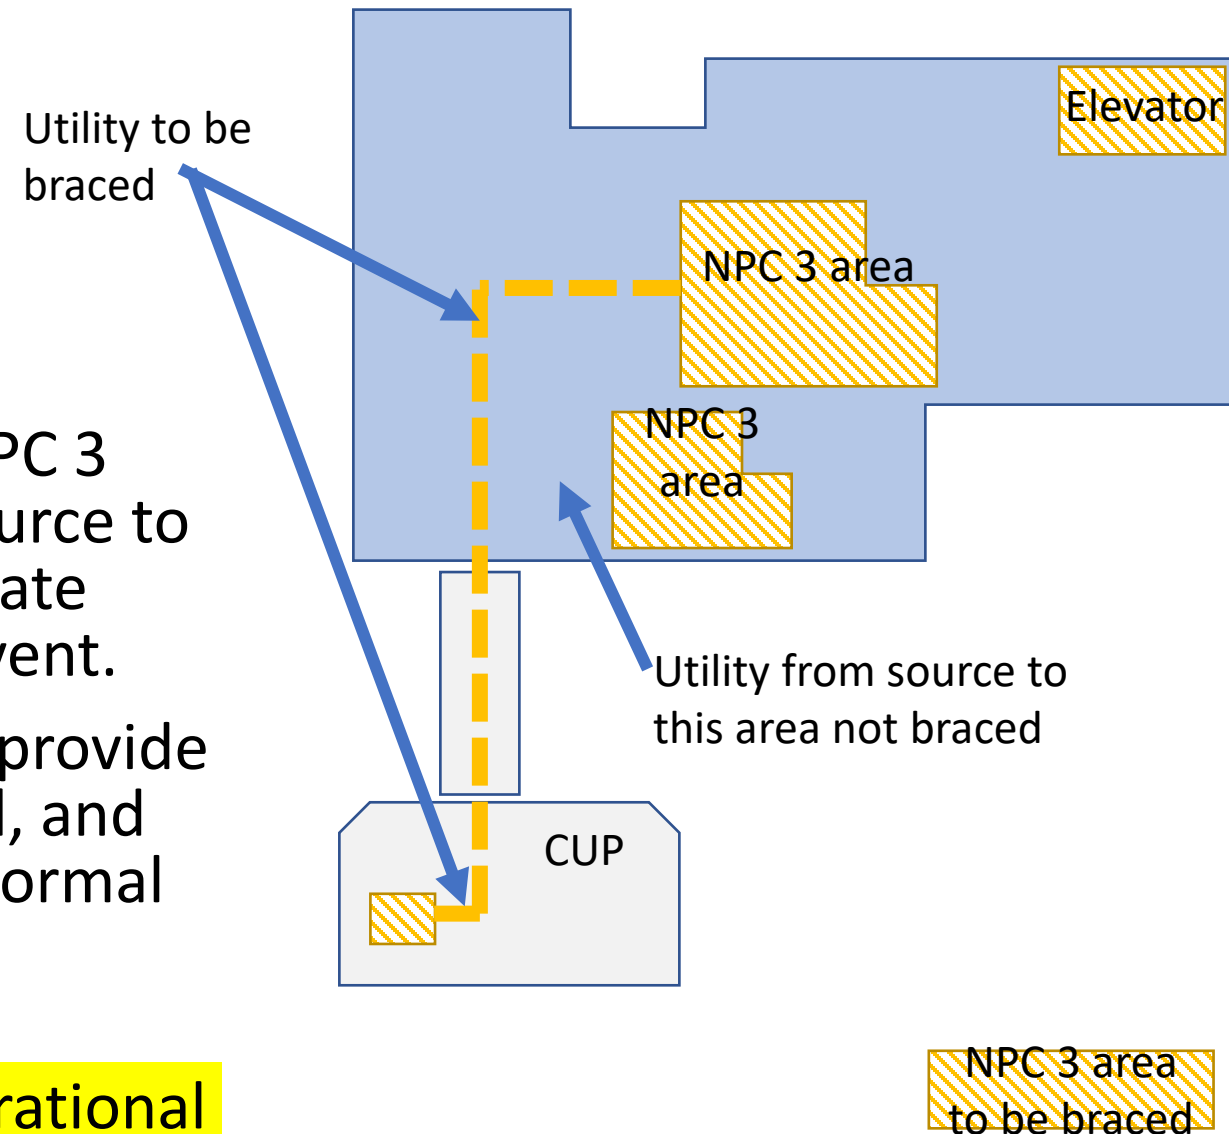 Elevator
Utility to be
braced
NPC 3 area
NPC 3
area
PC 3
urce to
ate
vent.
provide
l, and
ormal
Utility from source to
this area not braced
CUP
rational
NPC 3 area
to be braced